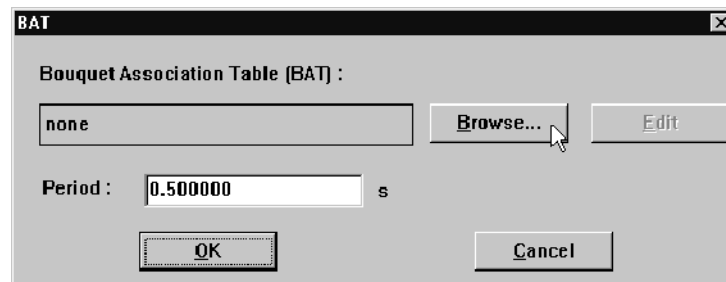 BAT
Bouquet Association Table (BAT) :
none Browse... Edit
Period : 0.500000 s
OK Cancel